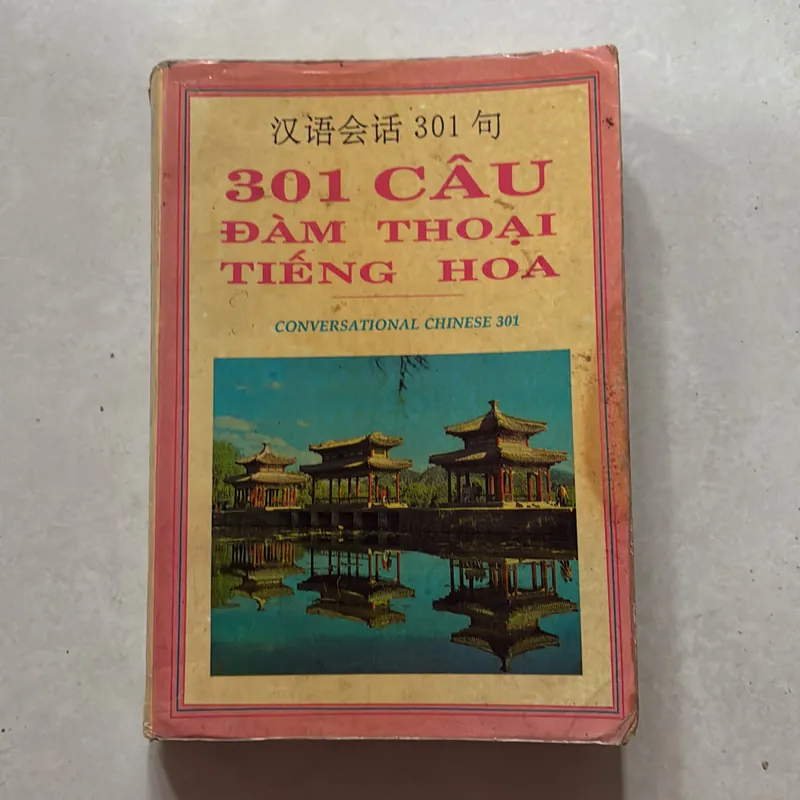 汉语会话 301 句
301 CÂU
ĐÀM THOẠI
TIẾNG HOA
CONVERSATIONAL CHINESE 301